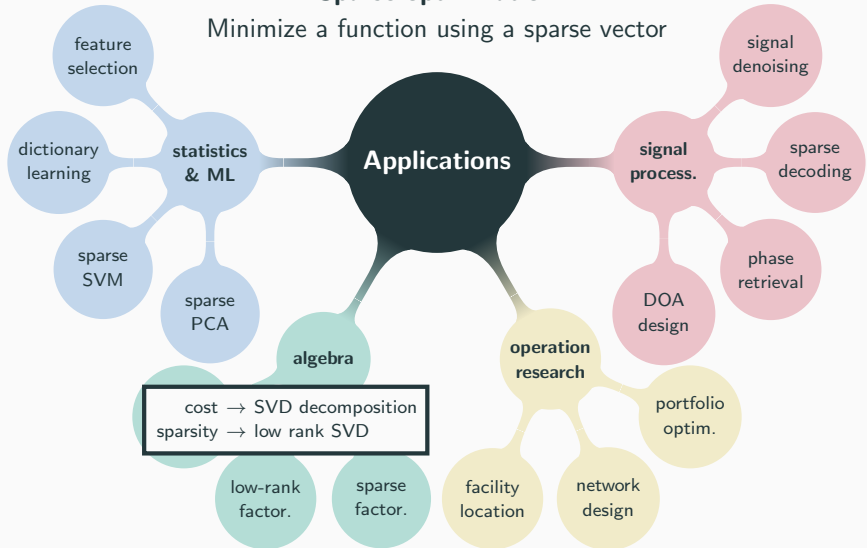 Minimize a function using a sparse vector
feature
selection
dictionary
learning
sparse
SVM
sparse
PCA
statistics
& ML
Applications
signal
process.
signal
denoising
sparse
decoding
phase
retrieval
DOA
design
algebra
cost → SVD decomposition
sparsity → low rank SVD
low-rank
factor.
sparse
factor.
operation
research
portfolio
optim.
facility
location
network
design